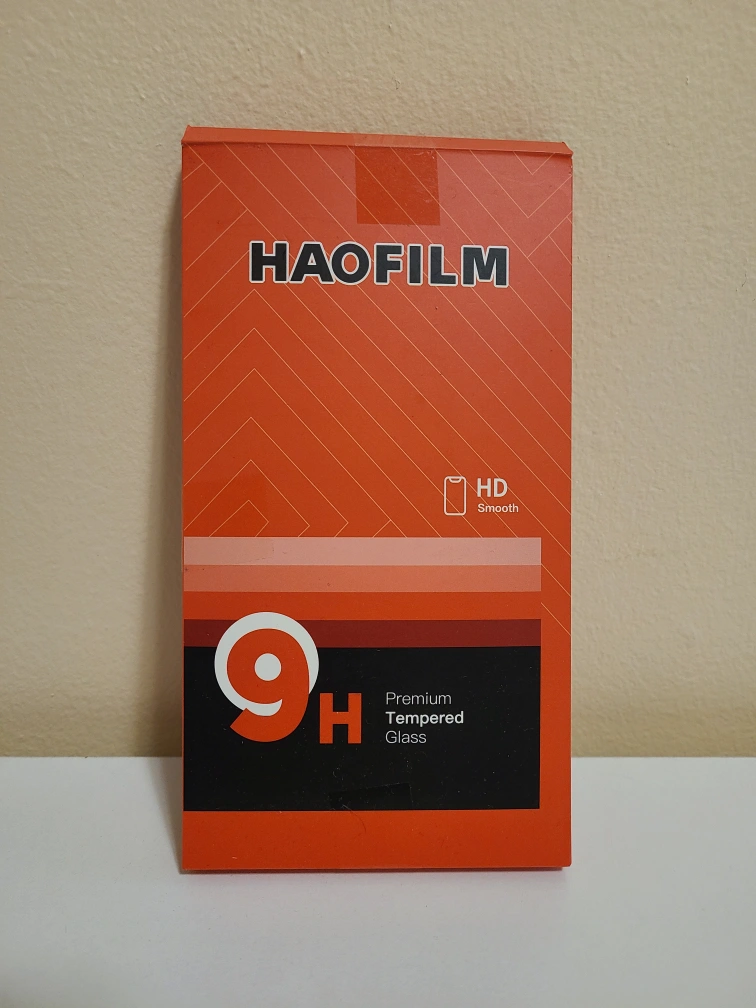 HAOFILM
HD
Smooth
9H
Premium
Tempered
Glass